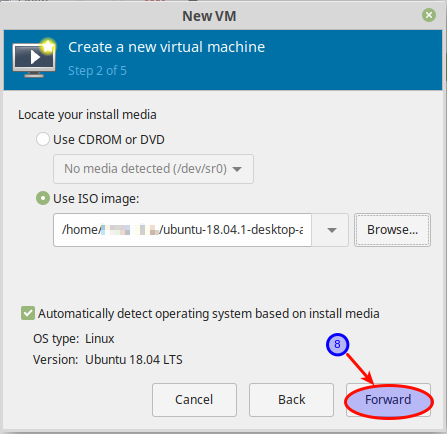 New VM
Create a new virtual machine
Step 2 of 5
Locate your install media
Use CDROM or DVD
No media detected (/dev/sr0)
Use ISO image:
/home/ /ubuntu-18.04.1-desktop-a
Browse...
Automatically detect operating system based on install media
OS type: Linux
Version: Ubuntu 18.04 LTS
8
Cancel Back Forward